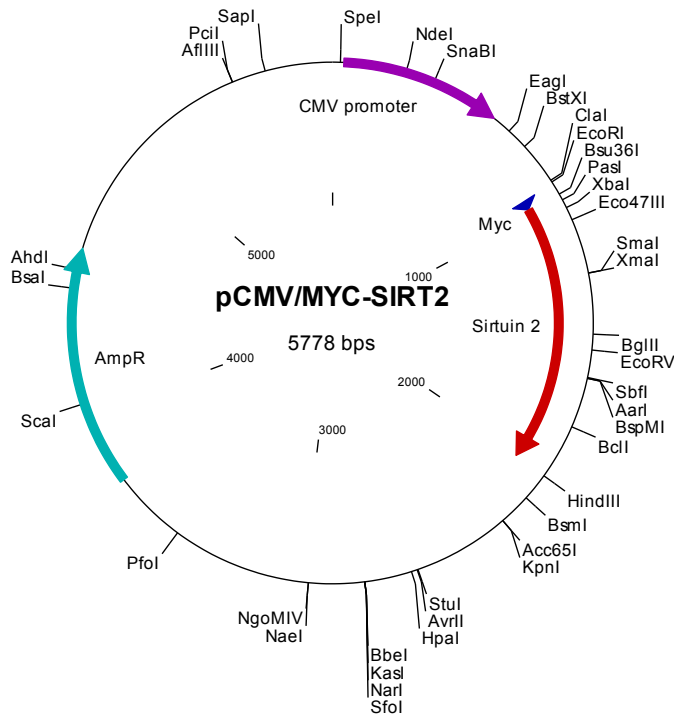 SapI
SpeI
PciI
AflIII
NdeI
SnaBI
CMV promoter
EagI
BstXI
ClaI
EcoRI
Bsu36I
PasI
XbaI
Eco47III
Myc
5000
1000
SmaI
XmaI
AhdI
BsaI
pCMV/MYC-SIRT2
5778 bps
Sirtuin 2
BglII
EcoRV
AmpR
4000
2000
SbfI
AarI
BspMI
ScaI
3000
BclI
HindIII
BsmI
Acc65I
KpnI
PfoI
StuI
AvrII
HpaI
NgoMIV
NaeI
BbeI
KasI
NarI
SfoI